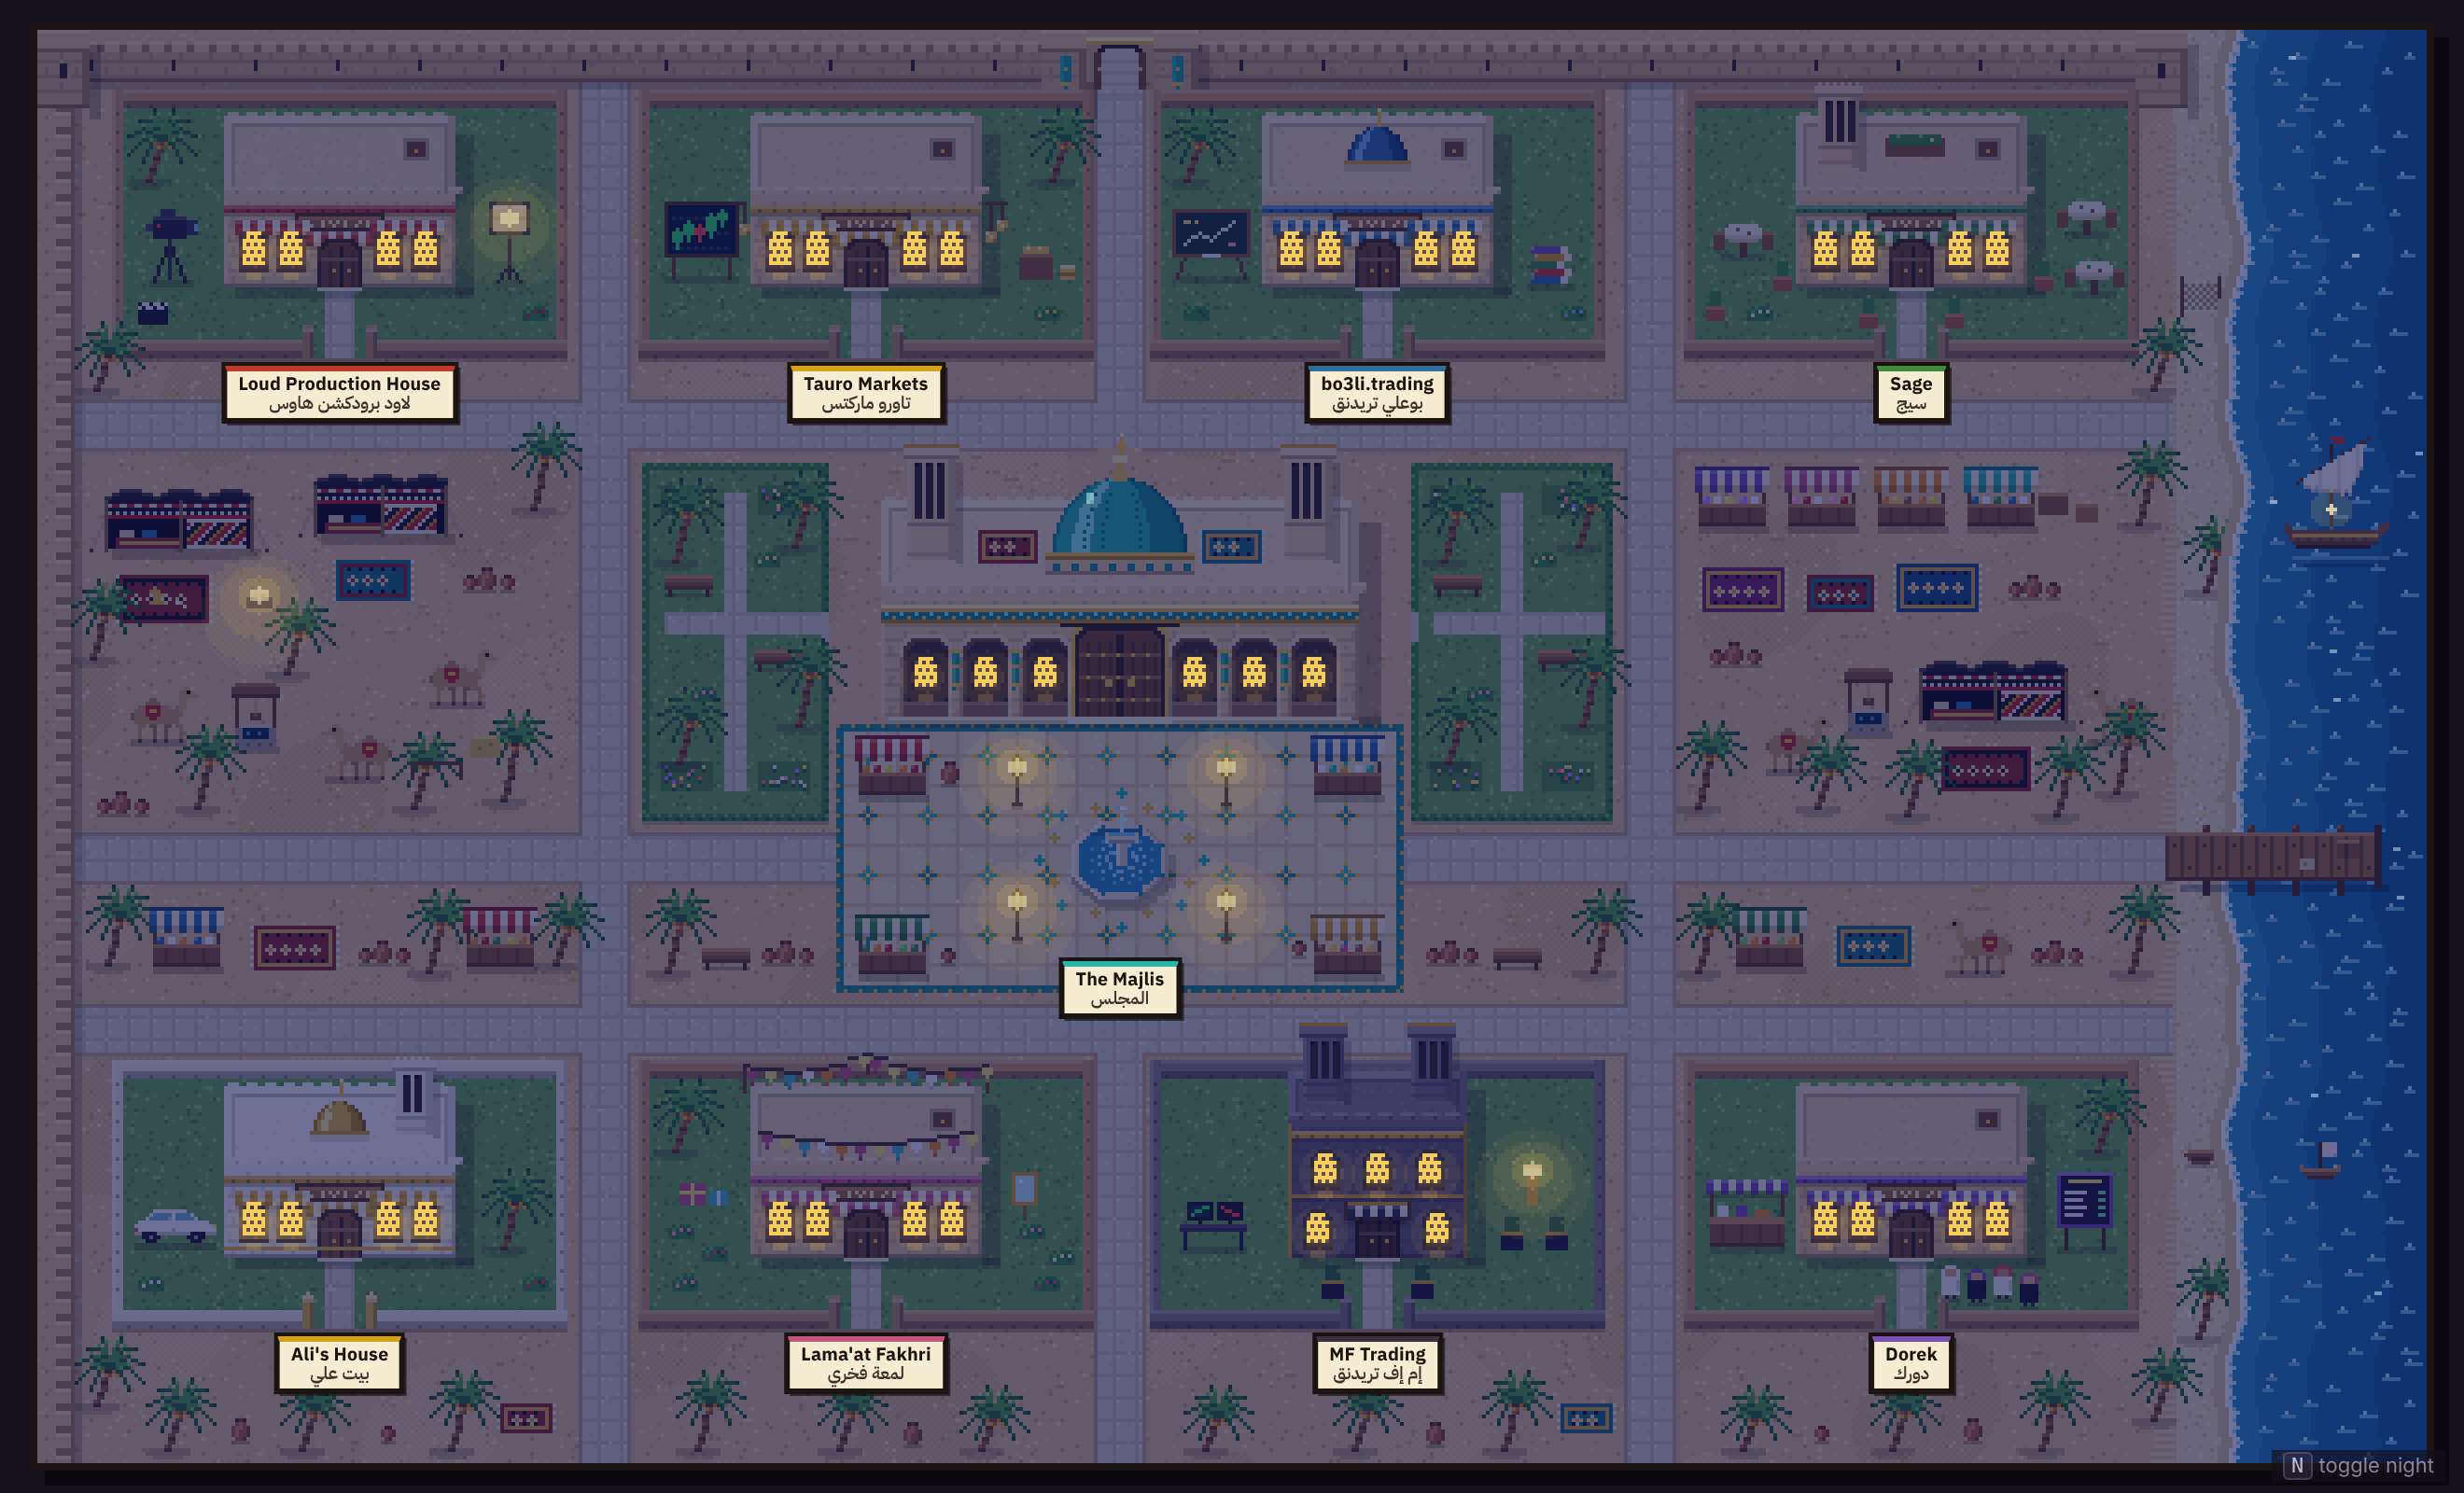 Loud Production House
لاود برودكشن هاوس
Tauro Markets
تاورو ماركتس
bo3li.trading
بوعلي تريدنق
Sage
سيج
The Majlis
المجلس
Ali's House
بيت علي
Lama'at Fakhri
لمعة فخري
MF Trading
إم إف تريدنق
Dorek
دورك
N toggle night